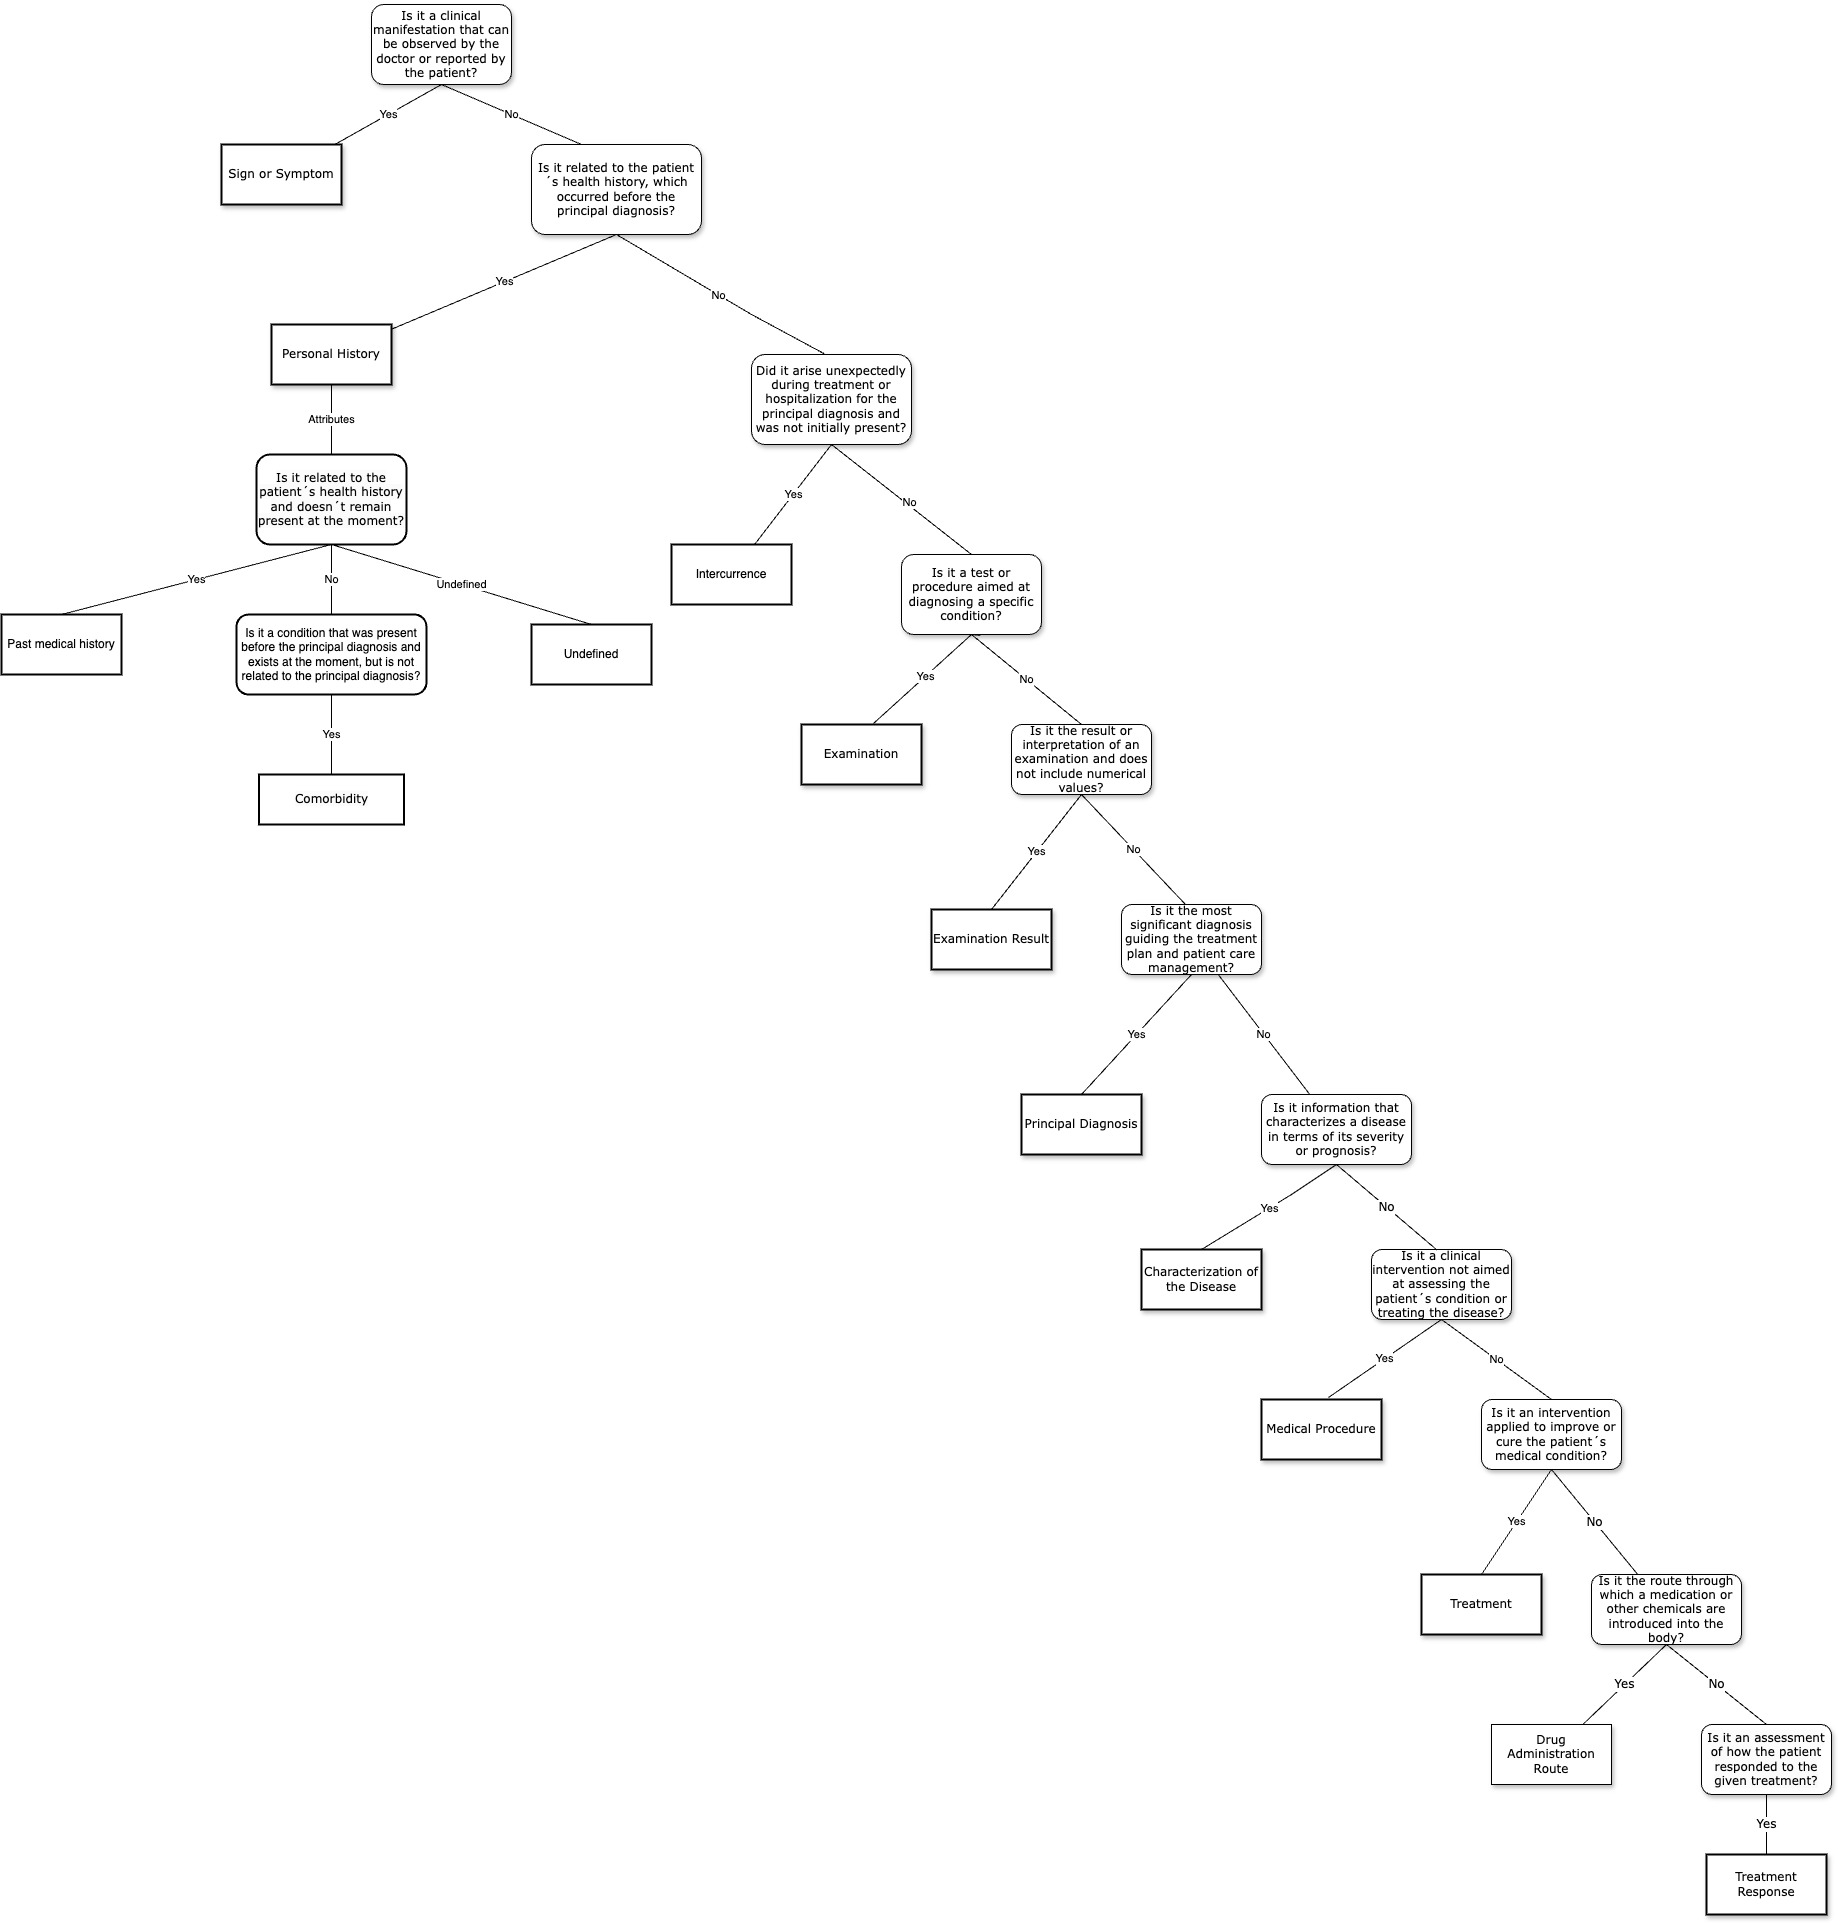 Is it a clinical
manifestation that can
be observed by the
doctor or reported by
the patient?
Yes
No
Sign or Symptom
Is it related to the patient
´s health history, which
occurred before the
principal diagnosis?
Yes
No
Personal History
Attributes
Is it related to the
patient´s health history
and doesn´t remain
present at the moment?
Yes
No
Undefined
Past medical history
Is it a condition that was present
before the principal diagnosis and
exists at the moment, but is not
related to the principal diagnosis?
Undefined
Yes
Comorbidity
Did it arise unexpectedly
during treatment or
hospitalization for the
principal diagnosis and
was not initially present?
Yes
No
Intercurrence
Is it a test or
procedure aimed at
diagnosing a specific
condition?
Yes
No
Examination
Is it the result or
interpretation of an
examination and does
not include numerical
values?
Yes
No
Examination Result
Is it the most
significant diagnosis
guiding the treatment
plan and patient care
management?
Yes
No
Principal Diagnosis
Is it information that
characterizes a disease
in terms of its severity
or prognosis?
Yes
No
Characterization of
the Disease
Is it a clinical
intervention not aimed
at assessing the
patient´s condition or
treating the disease?
Yes
No
Medical Procedure
Is it an intervention
applied to improve or
cure the patient´s
medical condition?
Yes
No
Treatment
Is it the route through
which a medication or
other chemicals are
introduced into the
body?
Yes
No
Drug
Administration
Route
Is it an assessment
of how the patient
responded to the
given treatment?
Yes
Treatment
Response